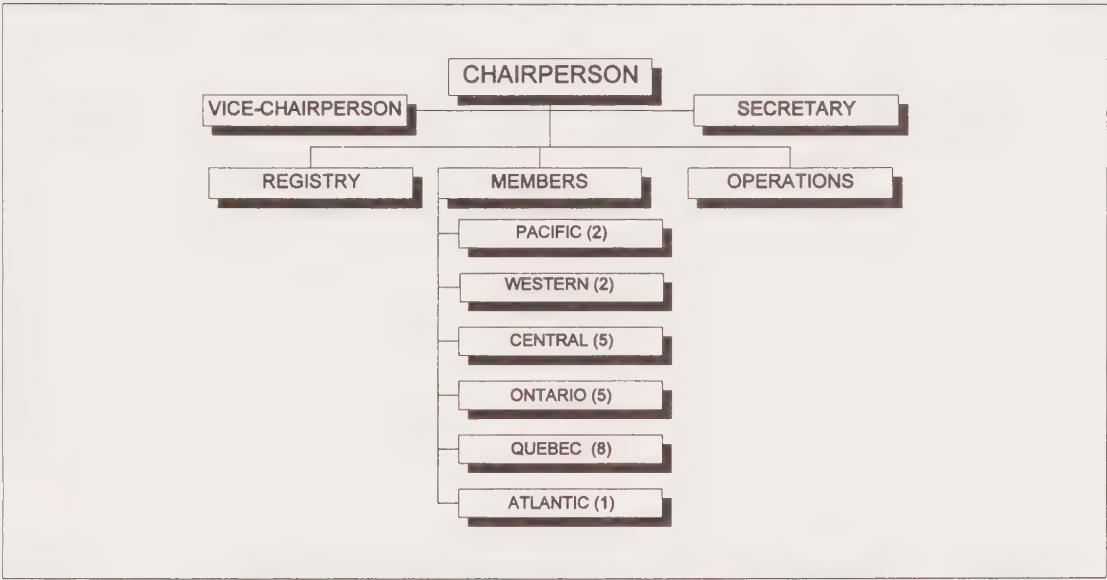 CHAIRPERSON
VICE-CHAIRPERSON
SECRETARY
REGISTRY
MEMBERS
OPERATIONS
PACIFIC (2)
WESTERN (2)
CENTRAL (5)
ONTARIO (5)
QUEBEC (8)
ATLANTIC (1)